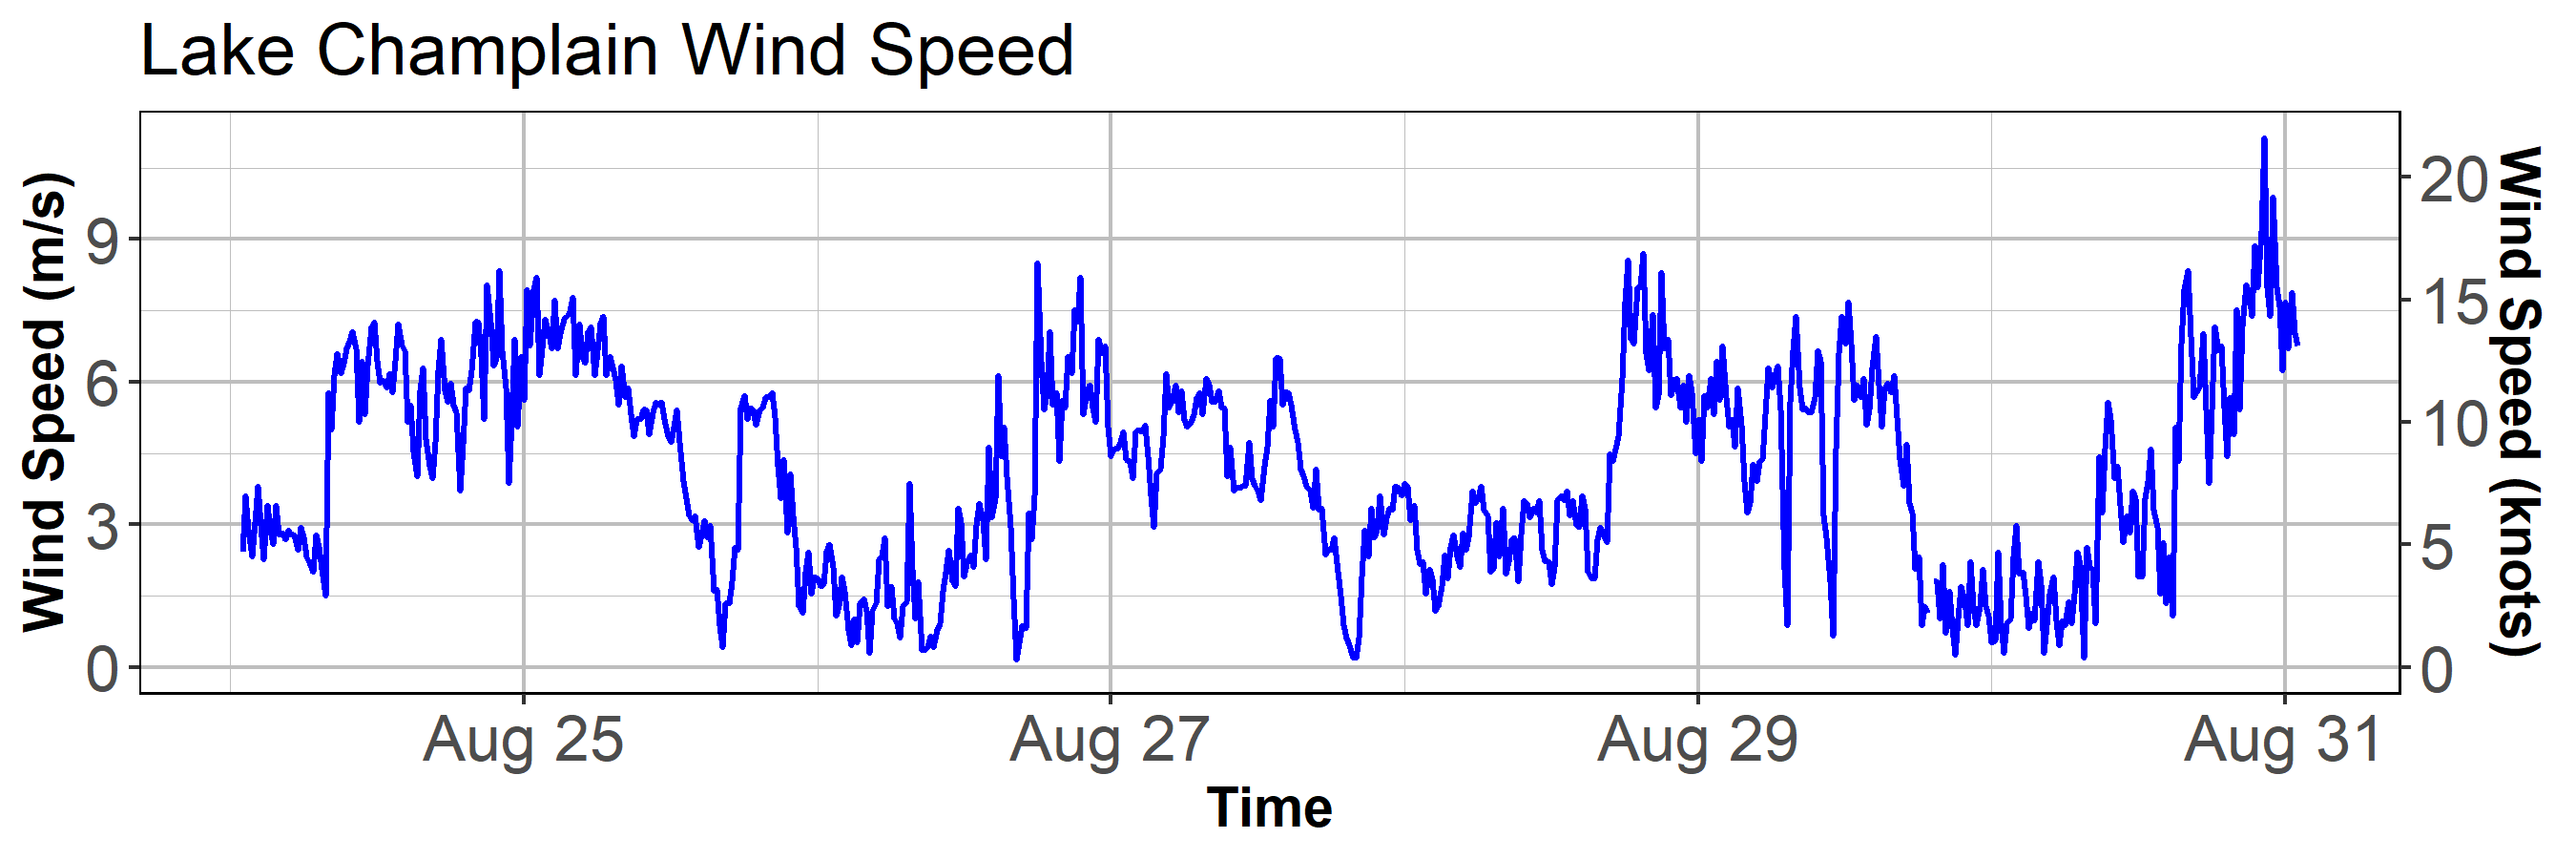 Lake Champlain Wind Speed
Wind Speed (m/s)
9
6
3
0
20
15
10
5
0
Wind Speed (knots)
Aug 25
Aug 27
Aug 29
Aug 31
Time